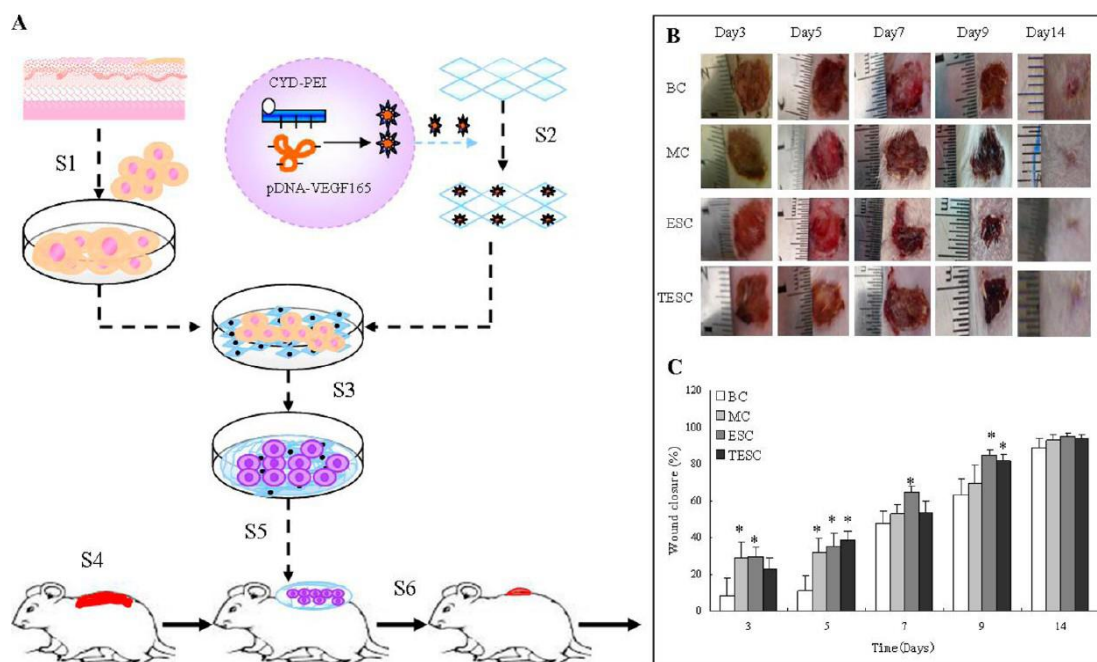 A
CYD-PEI
pDNA-VEGF165
S1
S2
S3
S5
S4
S6
B
Day3 Day5 Day7 Day9 Day14
BC
MC
ESC
TESC
C
120
100
80
60
40
20
0
Wound closure (%)
BC
MC
ESC
TESC
* *
* * *
*
* *
3 5 7 9 14
Time(Days)